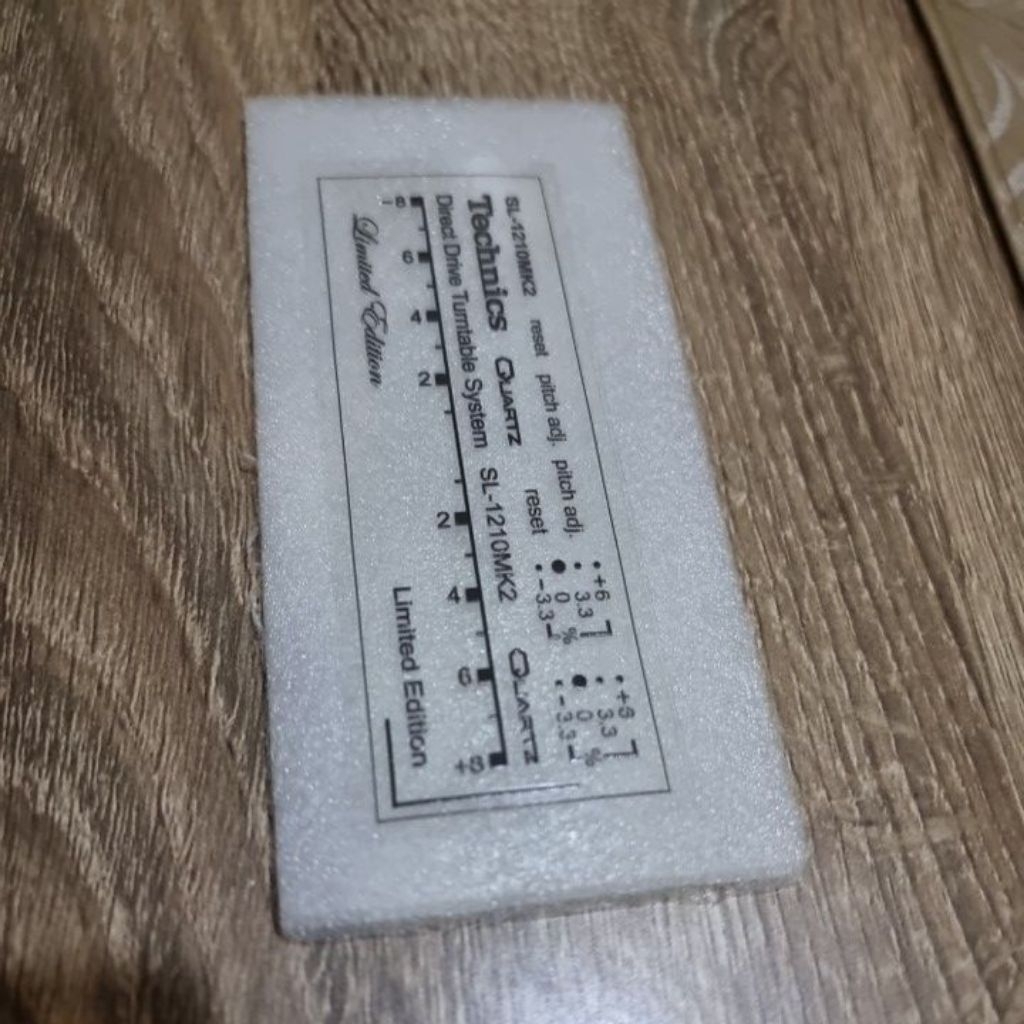 SL-1210MK2 reset pitch adj. pitch adj.
+6
3.3
0 %
-3.3
+6
3.3
0 %
-3.3
Technics QUARTZ reset
Direct Drive Turntable System SL-1210MK2 QUARTZ
-8 6 4 2 2 4 6 +8
Limited Edition Limited Edition